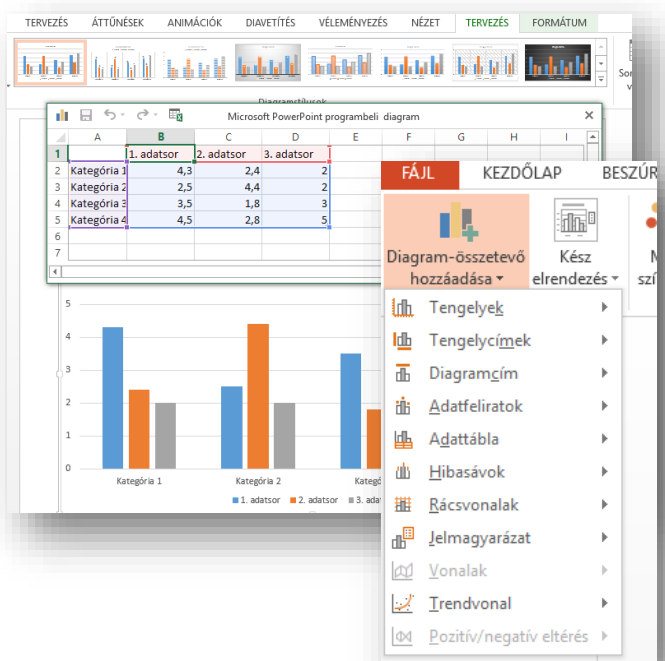 TERVEZÉS ÁTTŰNÉSEK ANIMÁCIÓK DIAVETÍTÉS VÉLEMÉNYEZÉS NÉZET TERVEZÉS FORMÁTUM
Diagramstílusok
Microsoft PowerPoint programbeli diagram
A B C D E F G H I
1 1. adatsor 2. adatsor 3. adatsor
2 Kategória 1 4,3 2,4 2
3 Kategória 2 2,5 4,4 2
4 Kategória 3 3,5 1,8 3
5 Kategória 4 4,5 2,8 5
6
7
5
4
3
2
1
0
Kategória 1 Kategória 2
1. adatsor 2. adatsor
FÁJL KEZDŐLAP
Diagram-összetevő hozzáadása
Kész elrendezés
Tengelyek
Tengelycímek
Diagramcím
Adatfeliratok
Adattábla
Hibasávok
Rácsvonalak
Jelmagyarázat
Vonalak
Trendvonal
Pozitív/negatív eltérés